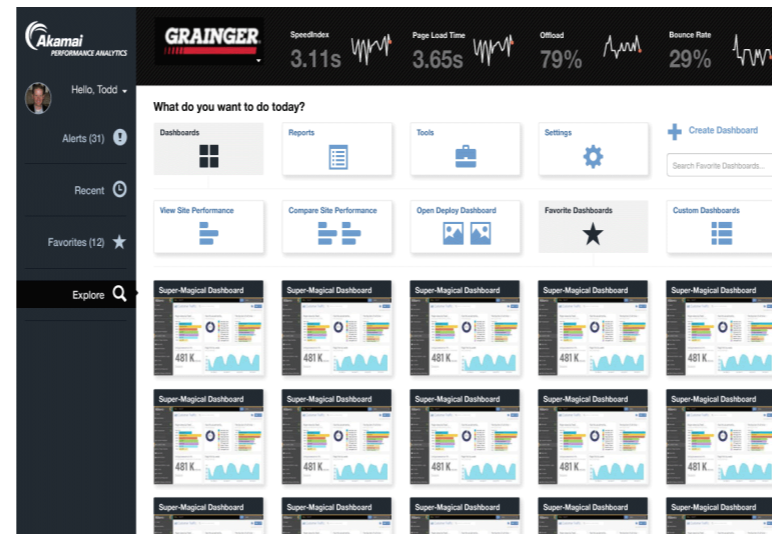 Akamai
PERFORMANCE ANALYTICS
GRAINGER
SpeedIndex
3.11s
Page Load Time
3.65s
Offload
79%
Bounce Rate
29%
Hello, Todd
Alerts (31)
Recent
Favorites (12)
Explore
What do you want to do today?
Dashboards
Reports
Tools
Settings
Create Dashboard
Search Favorite Dashboards...
View Site Performance
Compare Site Performance
Open Deploy Dashboard
Favorite Dashboards
Custom Dashboards
Super-Magical Dashboard
Super-Magical Dashboard
Super-Magical Dashboard
Super-Magical Dashboard
Super-Magical Dashboard
481 K...
481 K...
481 K...
481 K...
481 K...
Super-Magical Dashboard
Super-Magical Dashboard
Super-Magical Dashboard
Super-Magical Dashboard
Super-Magical Dashboard
481 K...
481 K...
481 K...
481 K...
481 K...
Super-Magical Dashboard
Super-Magical Dashboard
Super-Magical Dashboard
Super-Magical Dashboard
Super-Magical Dashboard